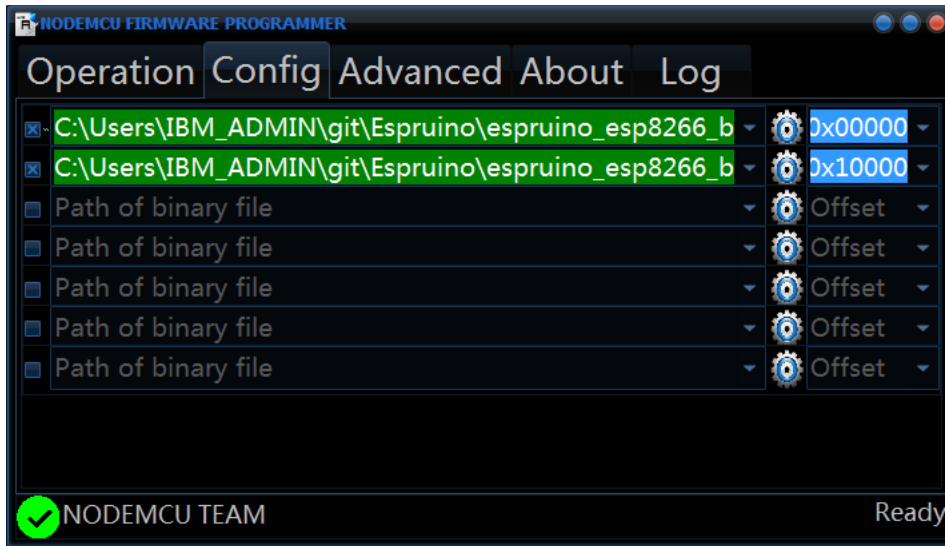 NODEMCU FIRMWARE PROGRAMMER
Operation Config Advanced About Log
C:\Users\IBM_ADMIN\git\Espruino\espruino_esp8266_b 0x00000
C:\Users\IBM_ADMIN\git\Espruino\espruino_esp8266_b 0x10000
Path of binary file Offset
Path of binary file Offset
Path of binary file Offset
Path of binary file Offset
Path of binary file Offset
NODEMCU TEAM Ready